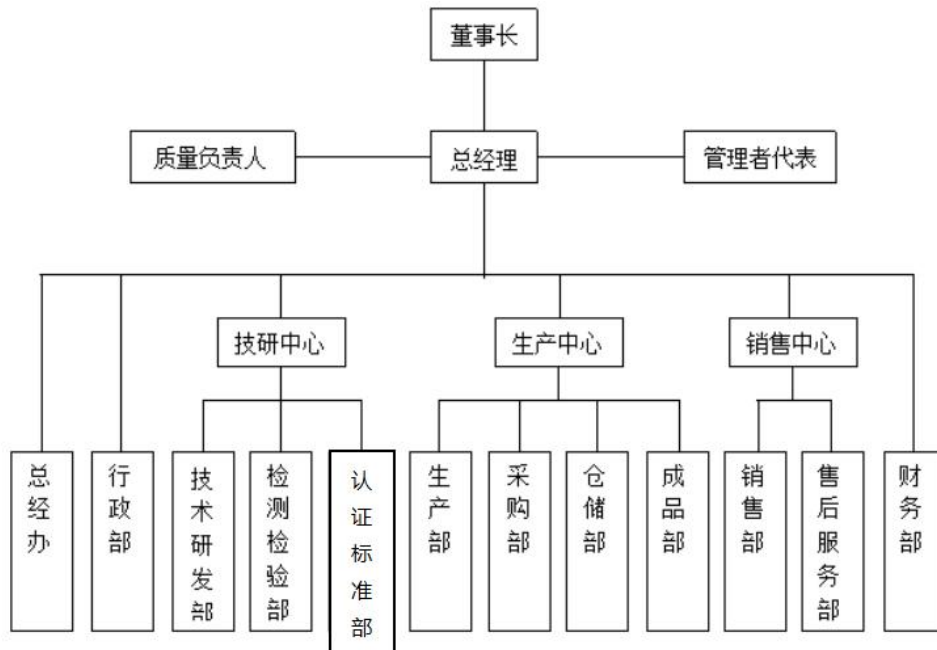 董事长
质量负责人
总经理
管理者代表
技研中心
生产中心
销售中心
总经办
行政部
技术研发部
检测检验部
认证标准部
生产部
采购部
仓储部
成品部
销售部
售后服务部
财务部